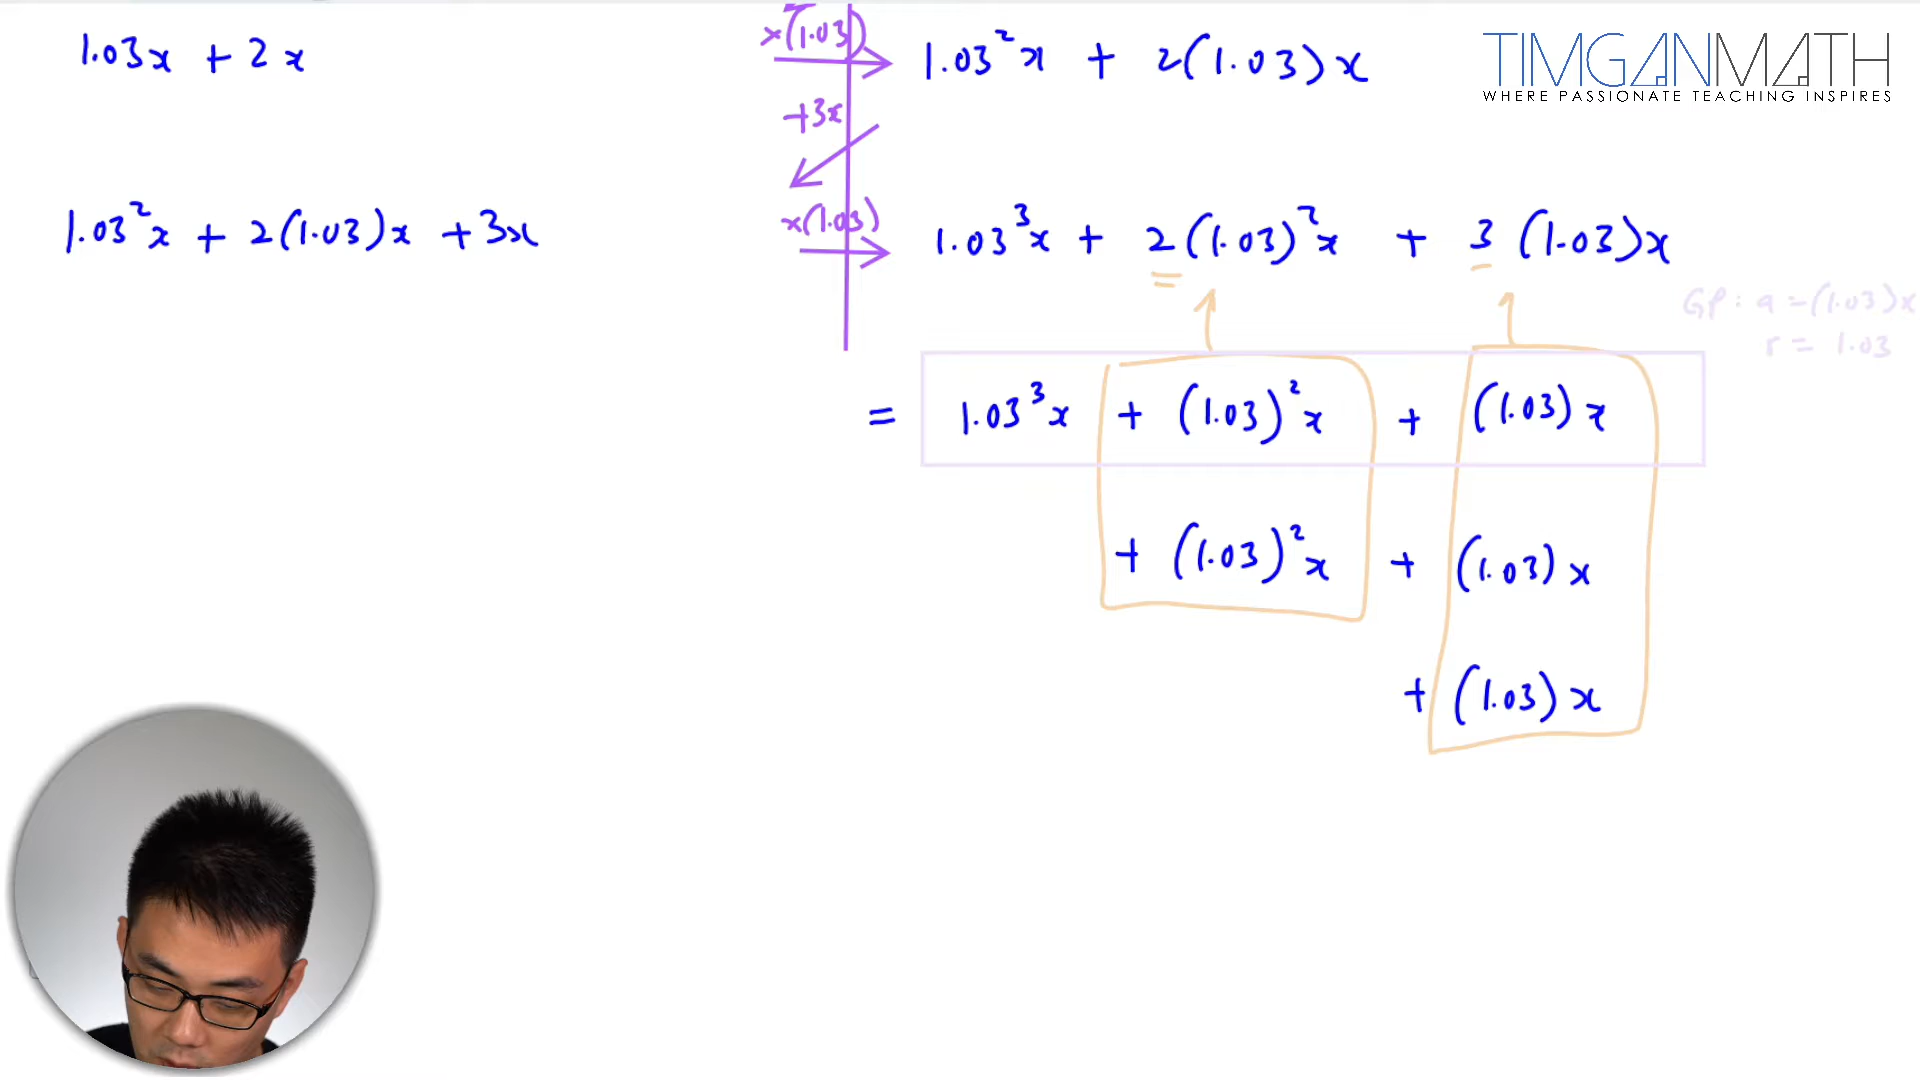 1.03x + 2x
x(1.03)
1.03²x + 2(1.03)x
TIMGANMATH
WHERE PASSIONATE TEACHING INSPIRES
+3x
1.03²x + 2(1.03)x + 3x
x(1.03)
1.03³x + 2(1.03)²x + 3(1.03)x
GP: a = (1.03)x
r = 1.03
= 1.03³x + (1.03)²x + (1.03)x
+ (1.03)²x + (1.03)x
+ (1.03)x